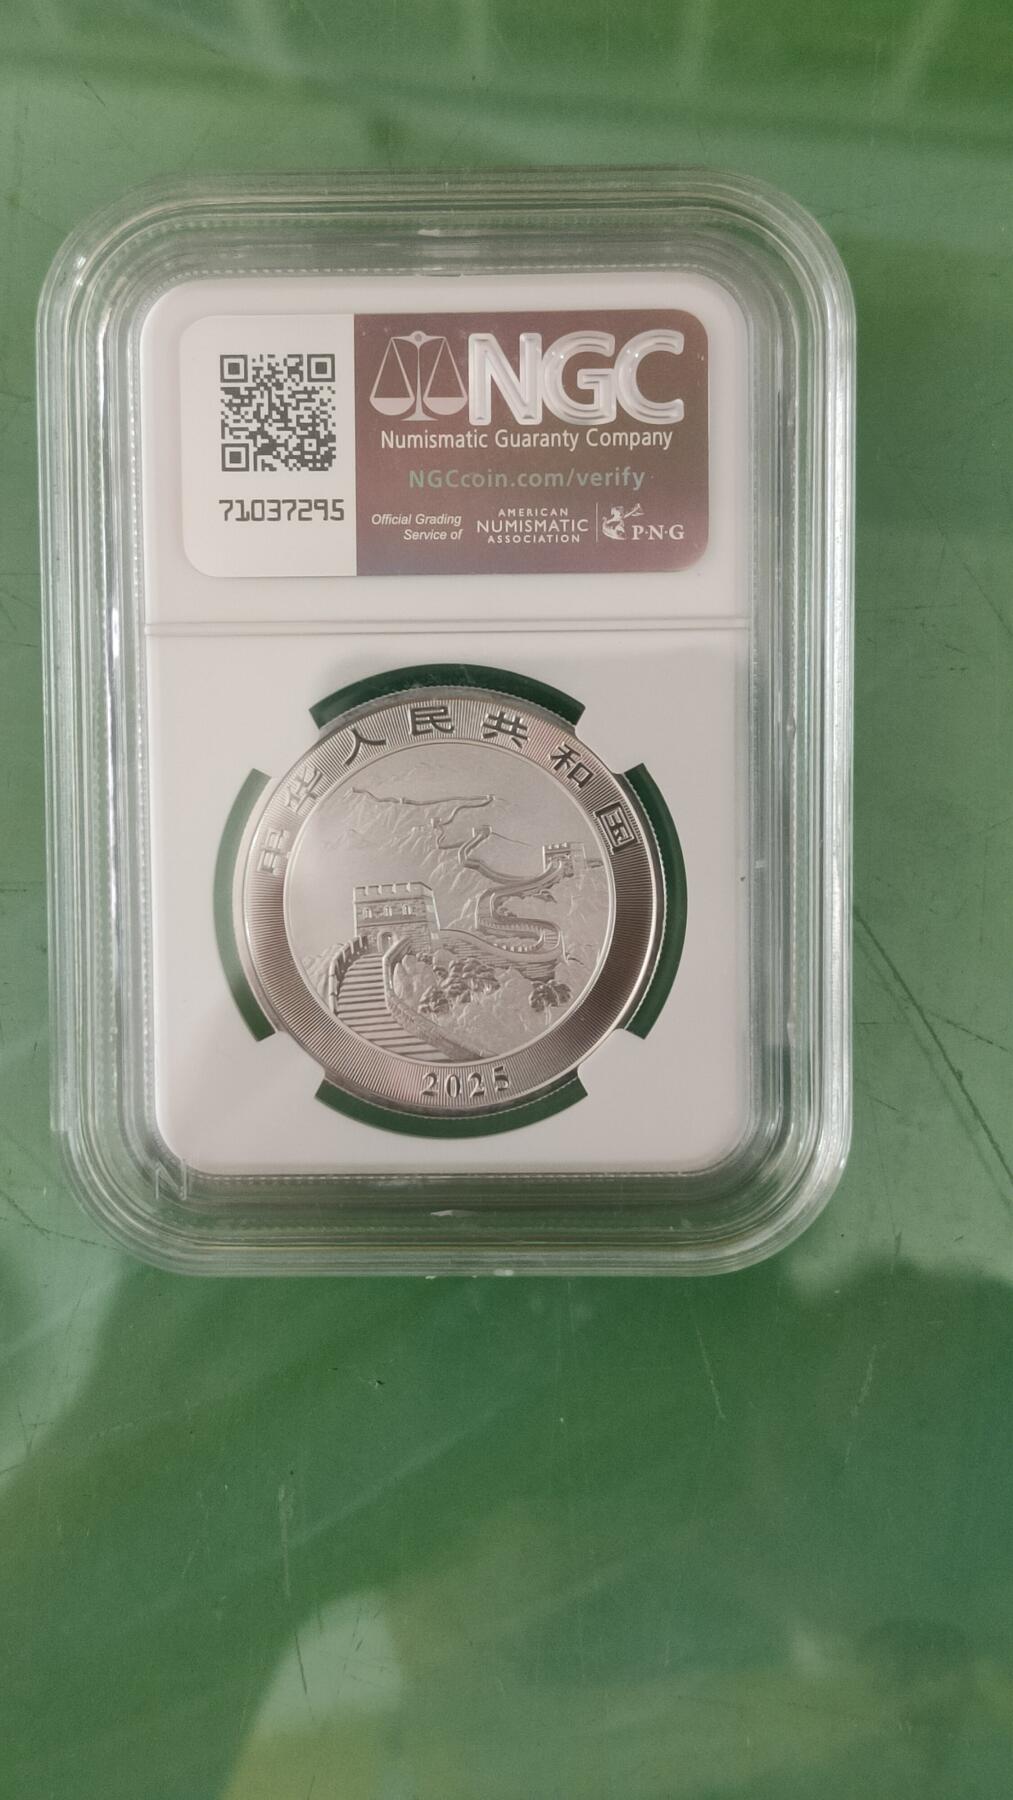 NGC
Numismatic Guaranty Company
NGCcoin.com/verify
71037295
Official Grading
Service of
AMERICAN
NUMISMATIC
ASSOCIATION
P·N·G
中华人民共和国
2025
N